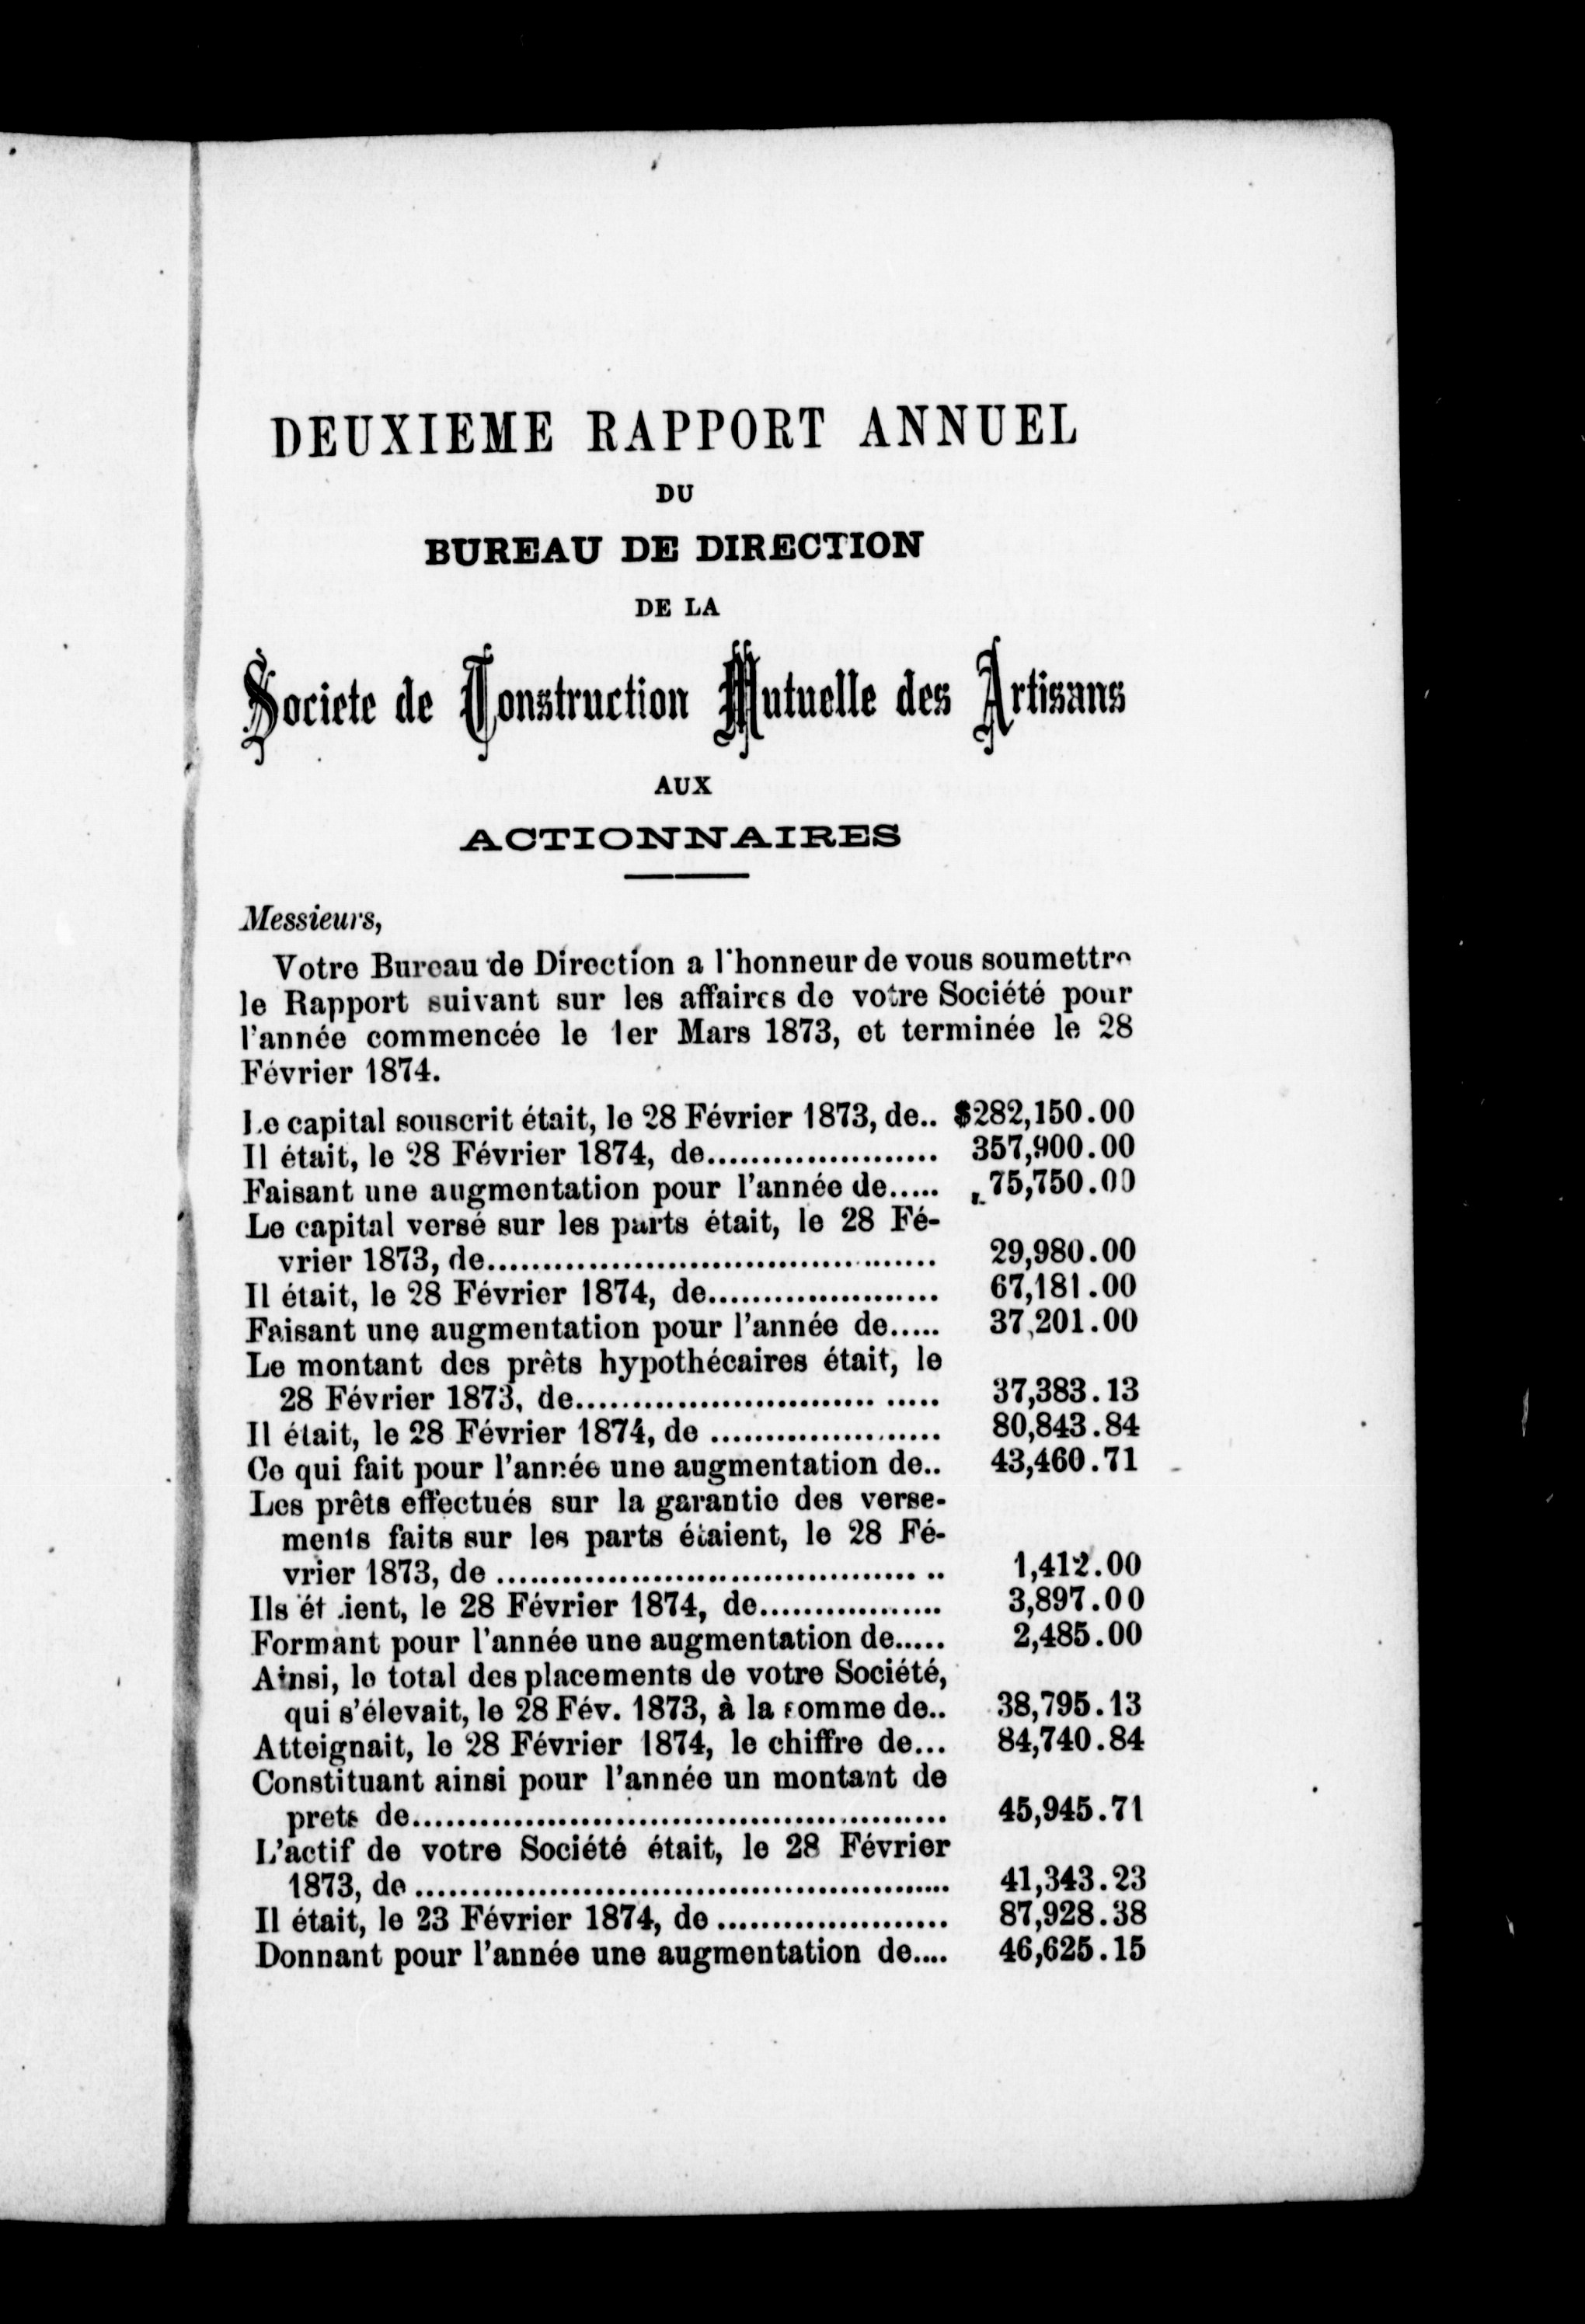 DEUXIEME RAPPORT ANNUEL
DU
BUREAU DE DIRECTION
DE LA
Societe de Construction Mutuelle des Artisans
AUX
ACTIONNAIRES
Messieurs,
Votre Bureau de Direction a l'honneur de vous soumettre
le Rapport suivant sur les affaires de votre Société pour
l'année commencée le 1er Mars 1873, et terminée le 28
Février 1874.
Le capital souscrit était, le 28 Février 1873, de.. $282,150.00
Il était, le 28 Février 1874, de..................... 357,900.00
Faisant une augmentation pour l'année de..... 75,750.00
Le capital versé sur les parts était, le 28 Fé-
vrier 1873, de......................................... 29,980.00
Il était, le 28 Février 1874, de..................... 67,181.00
Faisant une augmentation pour l'année de..... 37,201.00
Le montant des prêts hypothécaires était, le
28 Février 1873, de................................ 37,383.13
Il était, le 28 Février 1874, de ..................... 80,843.84
Ce qui fait pour l'année une augmentation de.. 43,460.71
Les prêts effectués sur la garantie des verse-
ments faits sur les parts étaient, le 28 Fé-
vrier 1873, de ........................................ 1,412.00
Ils ét ient, le 28 Février 1874, de................. 3,897.00
Formant pour l'année une augmentation de..... 2,485.00
Ainsi, le total des placements de votre Société,
qui s'élevait, le 28 Fév. 1873, à la somme de.. 38,795.13
Atteignait, le 28 Février 1874, le chiffre de... 84,740.84
Constituant ainsi pour l'année un montant de
prets de................................................ 45,945.71
L'actif de votre Société était, le 28 Février
1873, de ................................................ 41,343.23
Il était, le 23 Février 1874, de ..................... 87,928.38
Donnant pour l'année une augmentation de.... 46,625.15